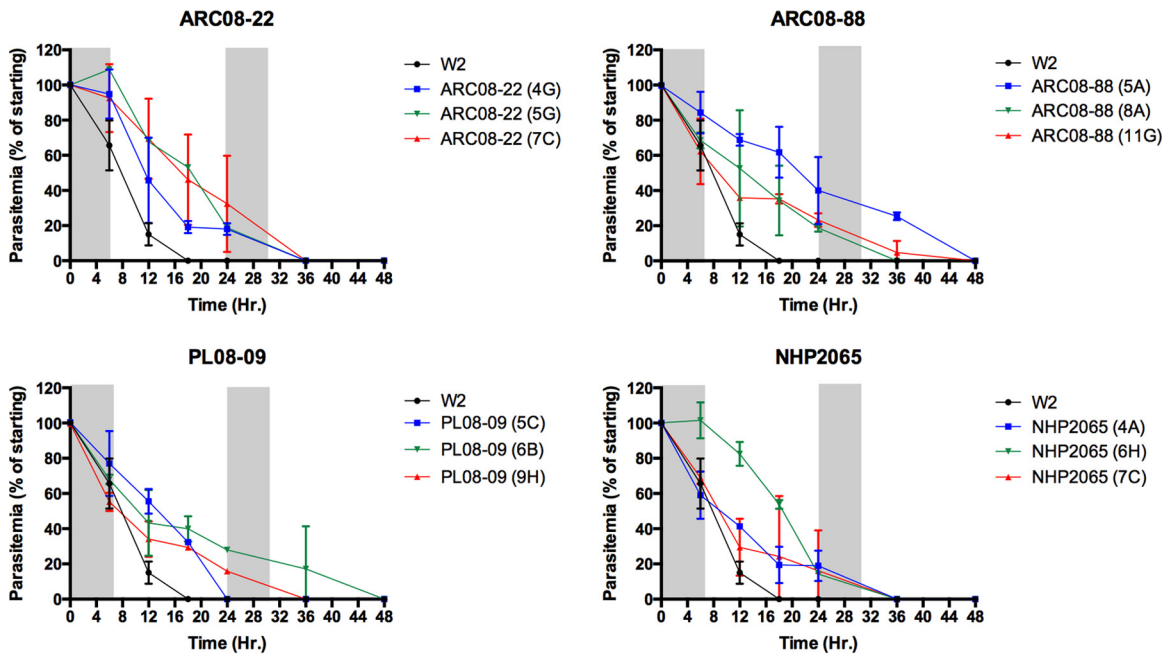 ARC08-22
120
100
80
60
40
20
0
Parasitemia (% of starting)
0 4 8 12 16 20 24 28 32 36 40 44 48
Time (Hr.)
W2
ARC08-22 (4G)
ARC08-22 (5G)
ARC08-22 (7C)
ARC08-88
120
100
80
60
40
20
0
Parasitemia (% of starting)
0 4 8 12 16 20 24 28 32 36 40 44 48
Time (Hr.)
W2
ARC08-88 (5A)
ARC08-88 (8A)
ARC08-88 (11G)
PL08-09
120
100
80
60
40
20
0
Parasitemia (% of starting)
0 4 8 12 16 20 24 28 32 36 40 44 48
Time (Hr.)
W2
PL08-09 (5C)
PL08-09 (6B)
PL08-09 (9H)
NHP2065
120
100
80
60
40
20
0
Parasitemia (% of starting)
0 4 8 12 16 20 24 28 32 36 40 44 48
Time (Hr.)
W2
NHP2065 (4A)
NHP2065 (6H)
NHP2065 (7C)